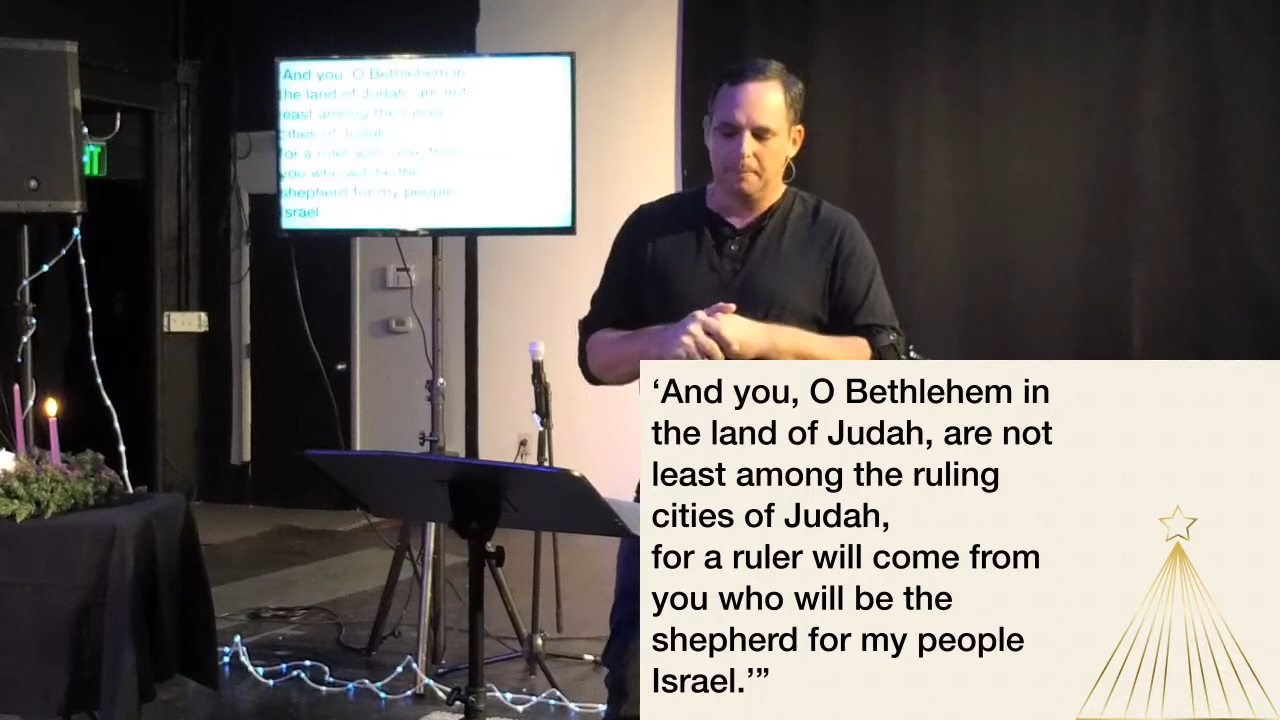 And you, O Bethlehem in
the land of Judah, are not
least among the ruling
cities of Judah,
for a ruler will come from
you who will be the
shepherd for my people
Israel
‘And you, O Bethlehem in
the land of Judah, are not
least among the ruling
cities of Judah,
for a ruler will come from
you who will be the
shepherd for my people
Israel.’”